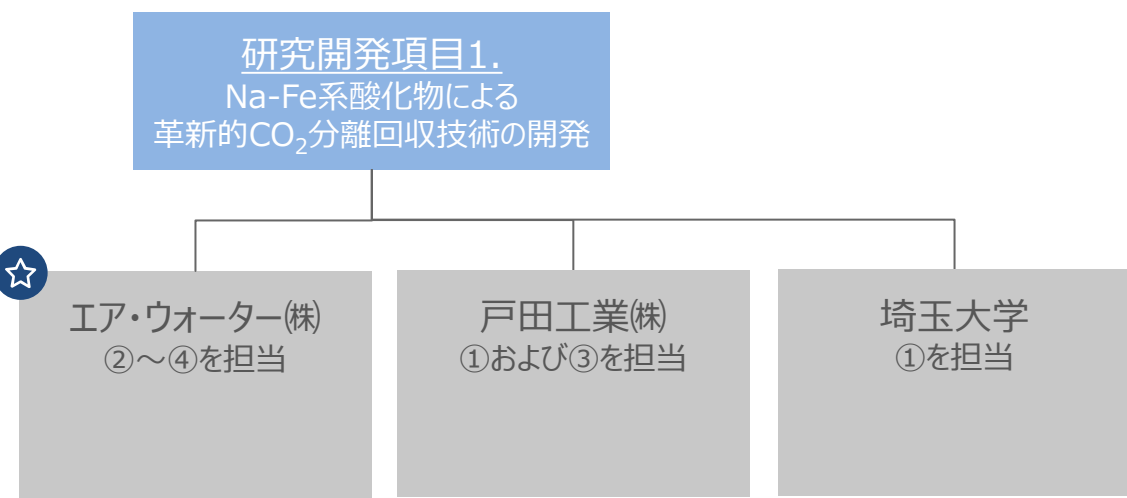 研究開発項目1.
Na-Fe系酸化物による
革新的CO₂分離回収技術の開発
エア・ウォーター㈱
②～④を担当
戸田工業㈱
①および③を担当
埼玉大学
①を担当